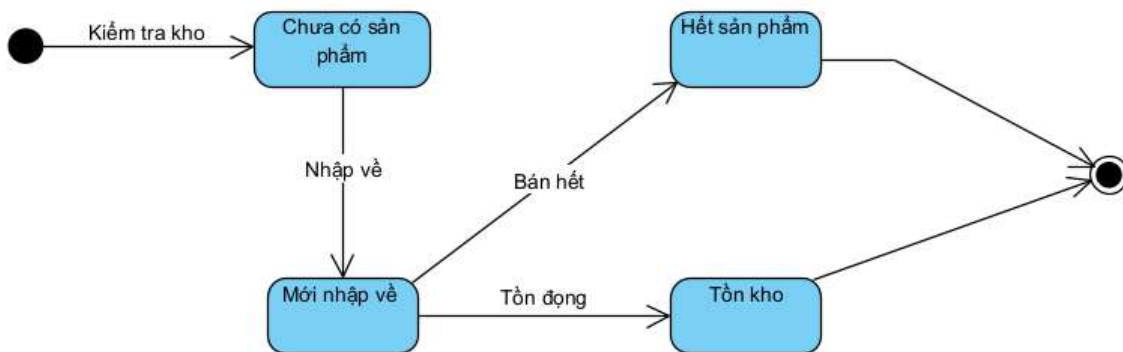 Kiểm tra kho
Chưa có sản
phẩm
Hết sản phẩm
Nhập về
Bán hết
Mới nhập về
Tồn đọng
Tồn kho